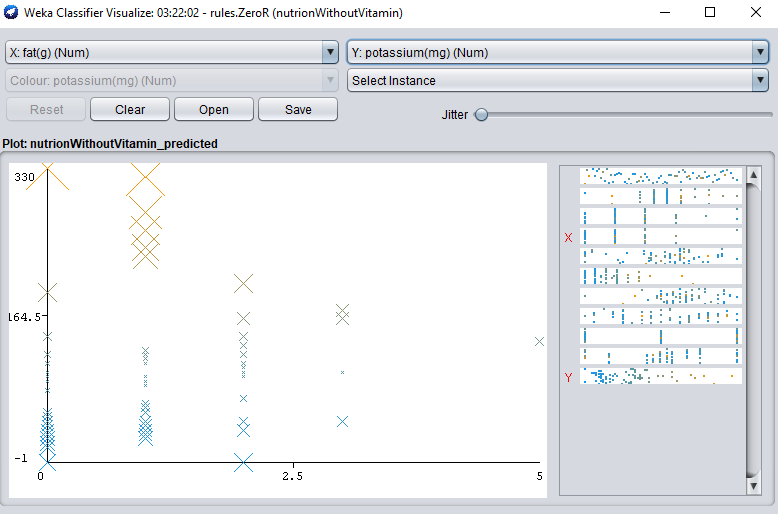 Weka Classifier Visualize: 03:22:02 - rules.ZeroR (nutrionWithoutVitamin)
X: fat(g) (Num)
Y: potassium(mg) (Num)
Colour: potassium(mg) (Num)
Select Instance
Reset
Clear
Open
Save
Jitter
Plot: nutrionWithoutVitamin_predicted
330
164.5
-1
0
2.5
5
X
Y